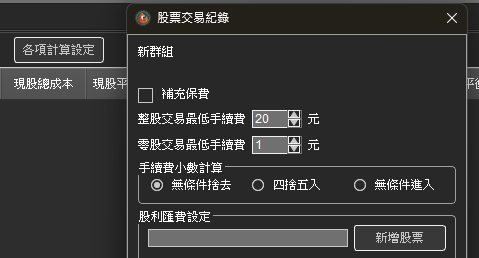 股票交易紀錄
各項計算設定
新群組
現股總成本
現股平
補充保費
整股交易最低手續費 20 元
零股交易最低手續費 1 元
手續費小數計算
無條件捨去 四捨五入 無條件進入
股利匯費設定
新增股票